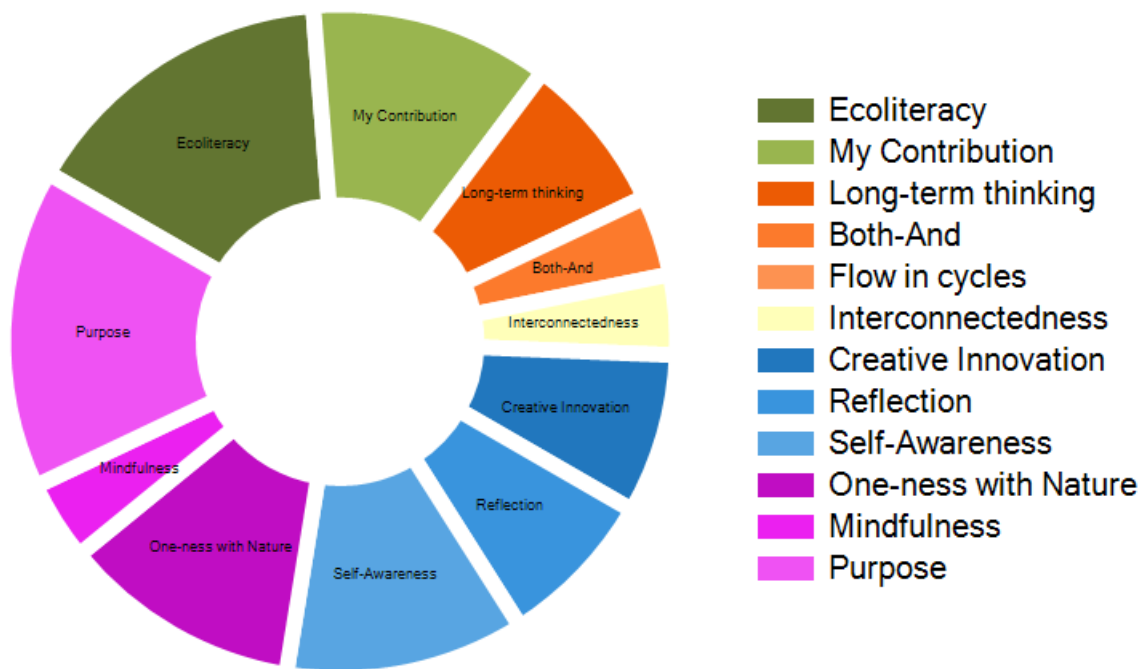 Ecoliteracy
My Contribution
Long-term thinking
Both-And
Interconnectedness
Creative Innovation
Reflection
Self-Awareness
One-ness with Nature
Mindfulness
Purpose
Ecoliteracy
My Contribution
Long-term thinking
Both-And
Flow in cycles
Interconnectedness
Creative Innovation
Reflection
Self-Awareness
One-ness with Nature
Mindfulness
Purpose